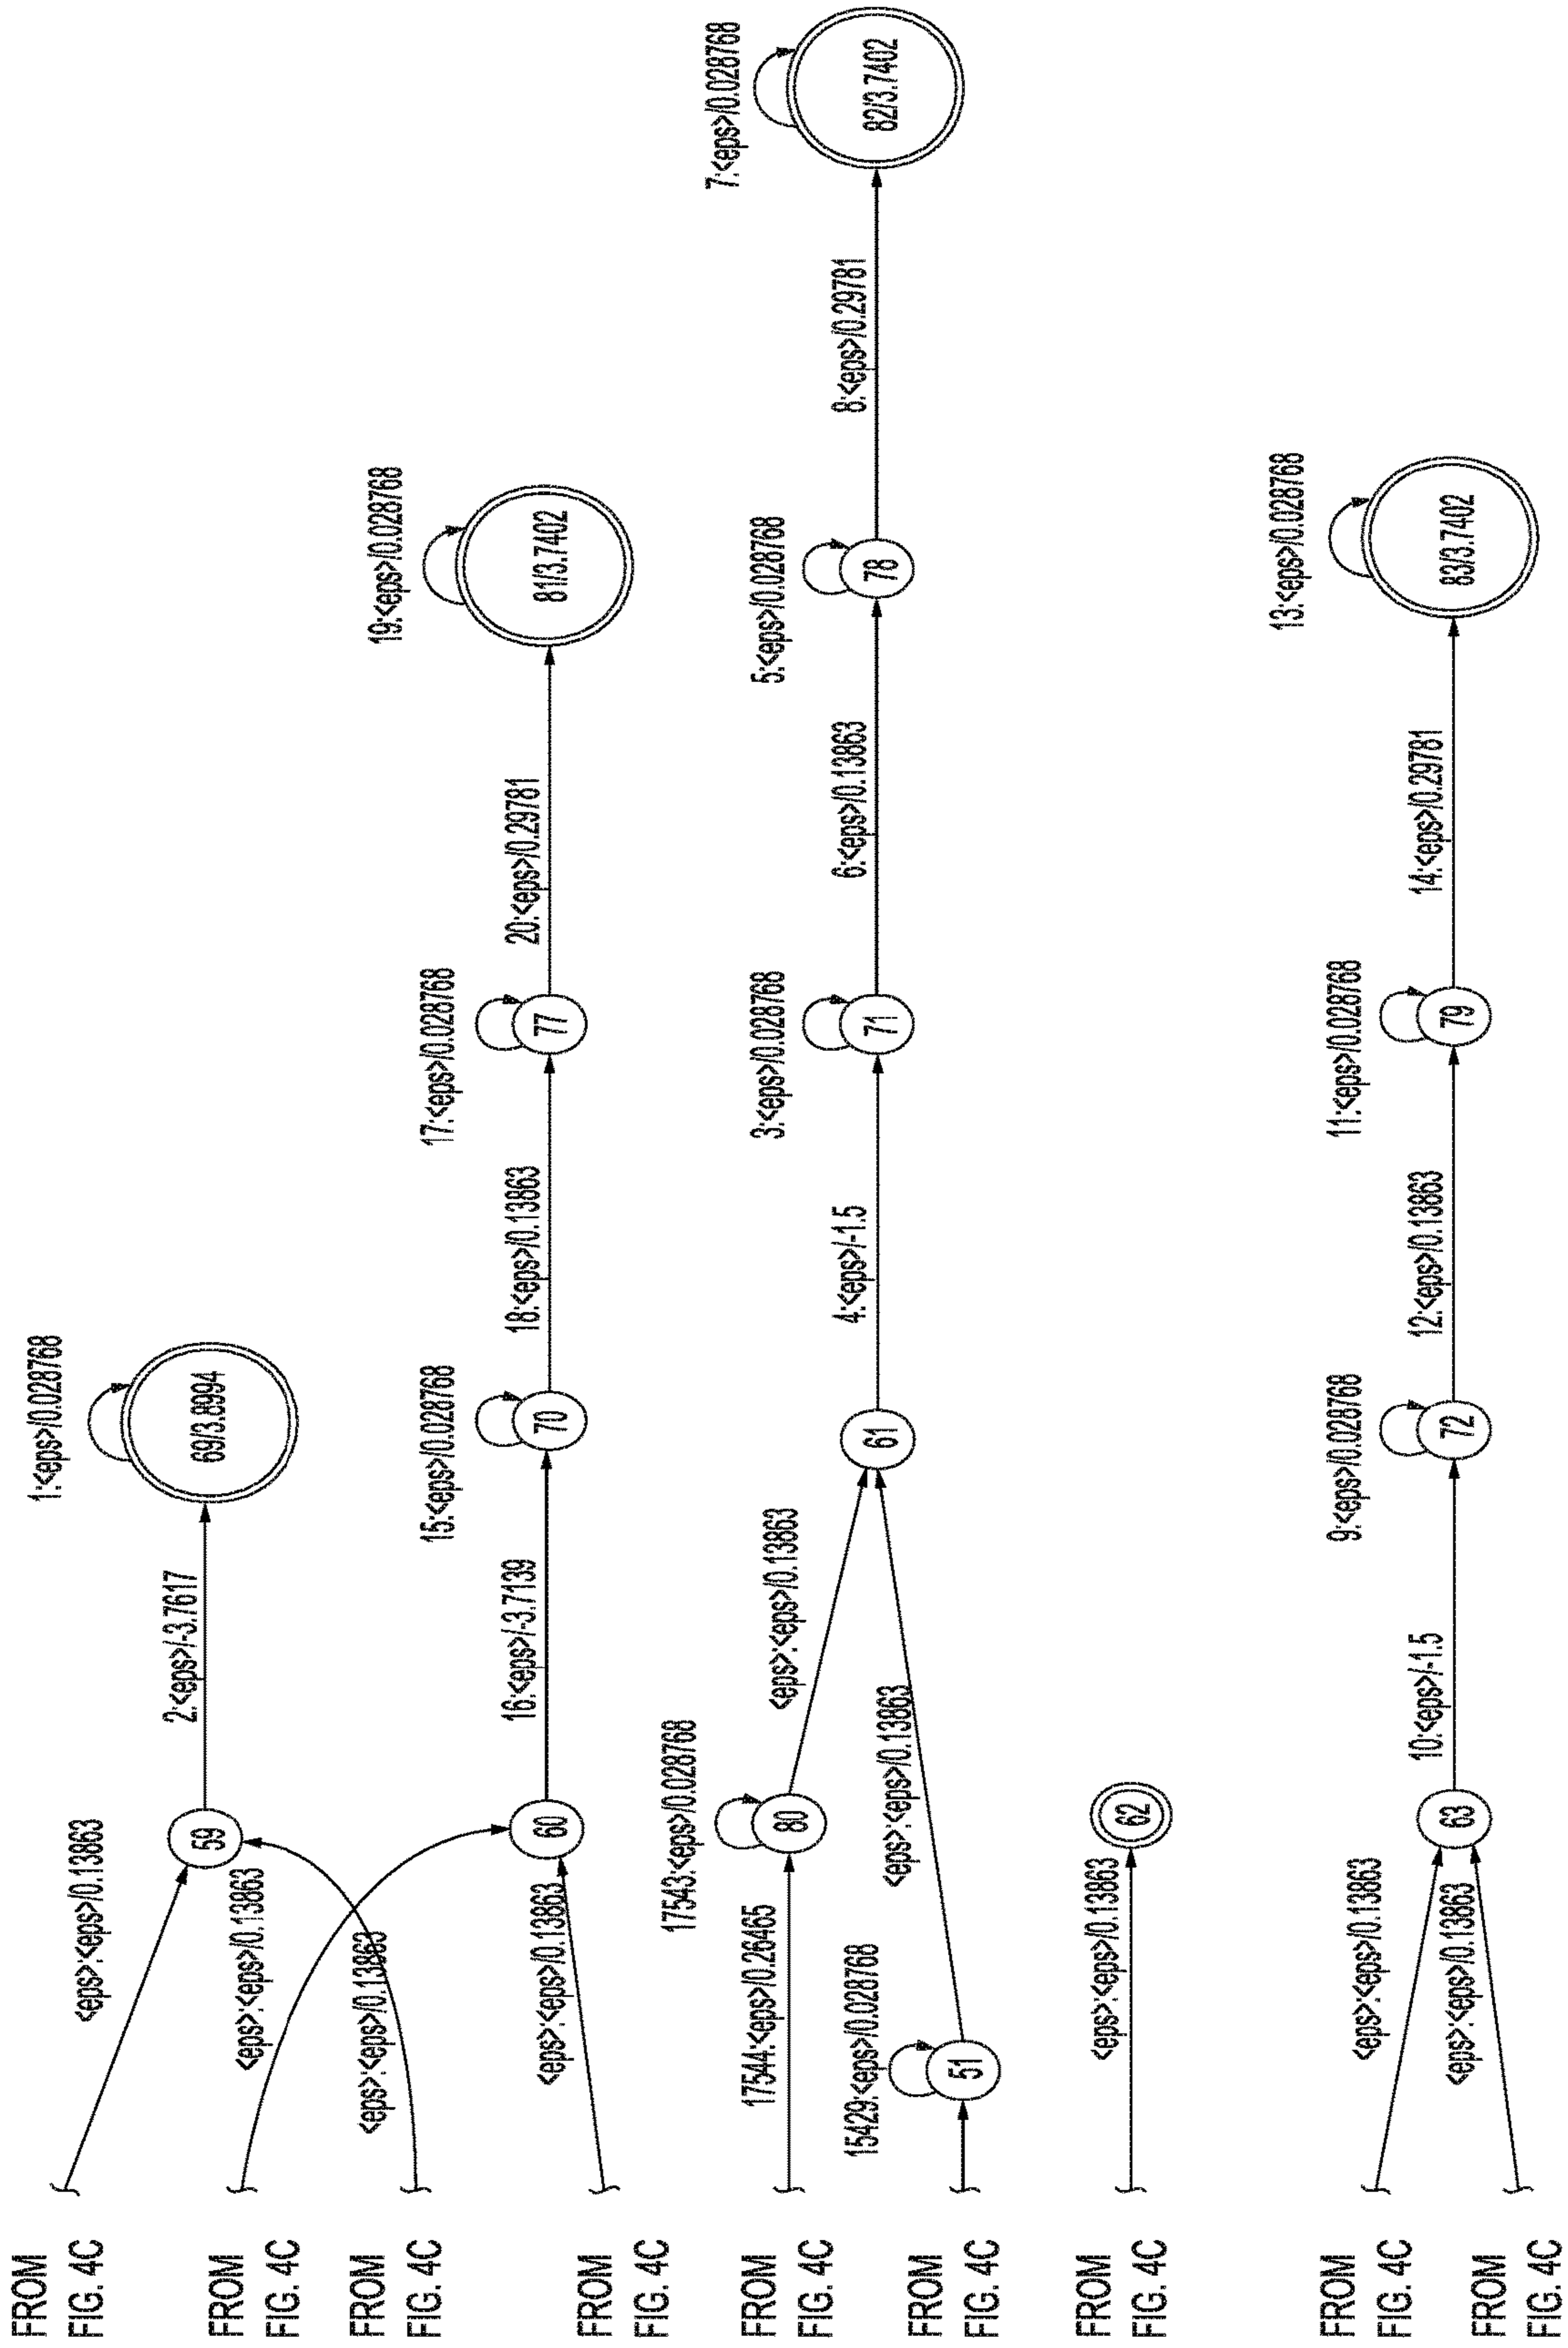 FROM
FIG. 4C
<eps>:<eps>/0.13863
59
2:<eps>/-3.7617
69/3.8994
1:<eps>/0.028768
FROM
FIG. 4C
<eps>:<eps>/0.13863
FROM
FIG. 4C
<eps>:<eps>/0.13863
FROM
FIG. 4C
<eps>:<eps>/0.13863
60
16:<eps>/-3.7139
70
15:<eps>/0.028768
18:<eps>/0.13863
77
17:<eps>/0.028768
20:<eps>/0.29781
81/3.7402
19:<eps>/0.028768
FROM
FIG. 4C
17544:<eps>/0.26465
80
17543:<eps>/0.028768
<eps>:<eps>/0.13863
FROM
FIG. 4C
51
15429:<eps>/0.028768
<eps>:<eps>/0.13863
61
4:<eps>/-1.5
71
3:<eps>/0.028768
6:<eps>/0.13863
78
5:<eps>/0.028768
8:<eps>/0.29781
82/3.7402
7:<eps>/0.028768
FROM
FIG. 4C
<eps>:<eps>/0.13863
62
FROM
FIG. 4C
<eps>:<eps>/0.13863
FROM
FIG. 4C
<eps>:<eps>/0.13863
63
10:<eps>/-1.5
72
9:<eps>/0.028768
12:<eps>/0.13863
79
11:<eps>/0.028768
14:<eps>/0.29781
83/3.7402
13:<eps>/0.028768